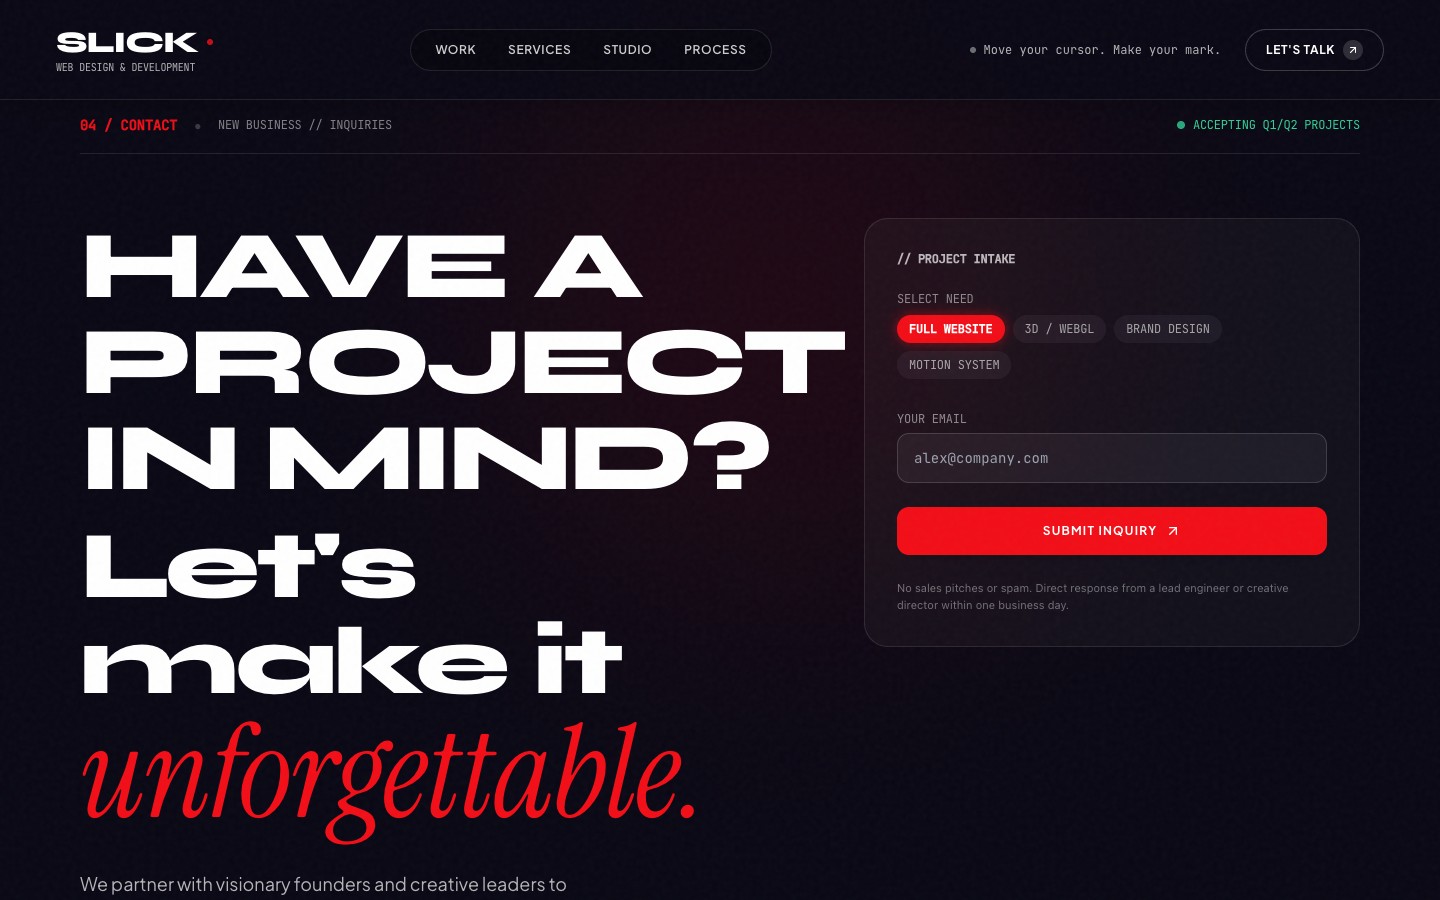 SLICK
WEB DESIGN & DEVELOPMENT
WORK SERVICES STUDIO PROCESS
Move your cursor. Make your mark.
LET'S TALK
04 / CONTACT
NEW BUSINESS // INQUIRIES
ACCEPTING Q1/Q2 PROJECTS
HAVE A
PROJECT
IN MIND?
Let's
make it
unforgettable.
We partner with visionary founders and creative leaders to
// PROJECT INTAKE
SELECT NEED
FULL WEBSITE 3D / WEBGL BRAND DESIGN
MOTION SYSTEM
YOUR EMAIL
alex@company.com
SUBMIT INQUIRY
No sales pitches or spam. Direct response from a lead engineer or creative
director within one business day.